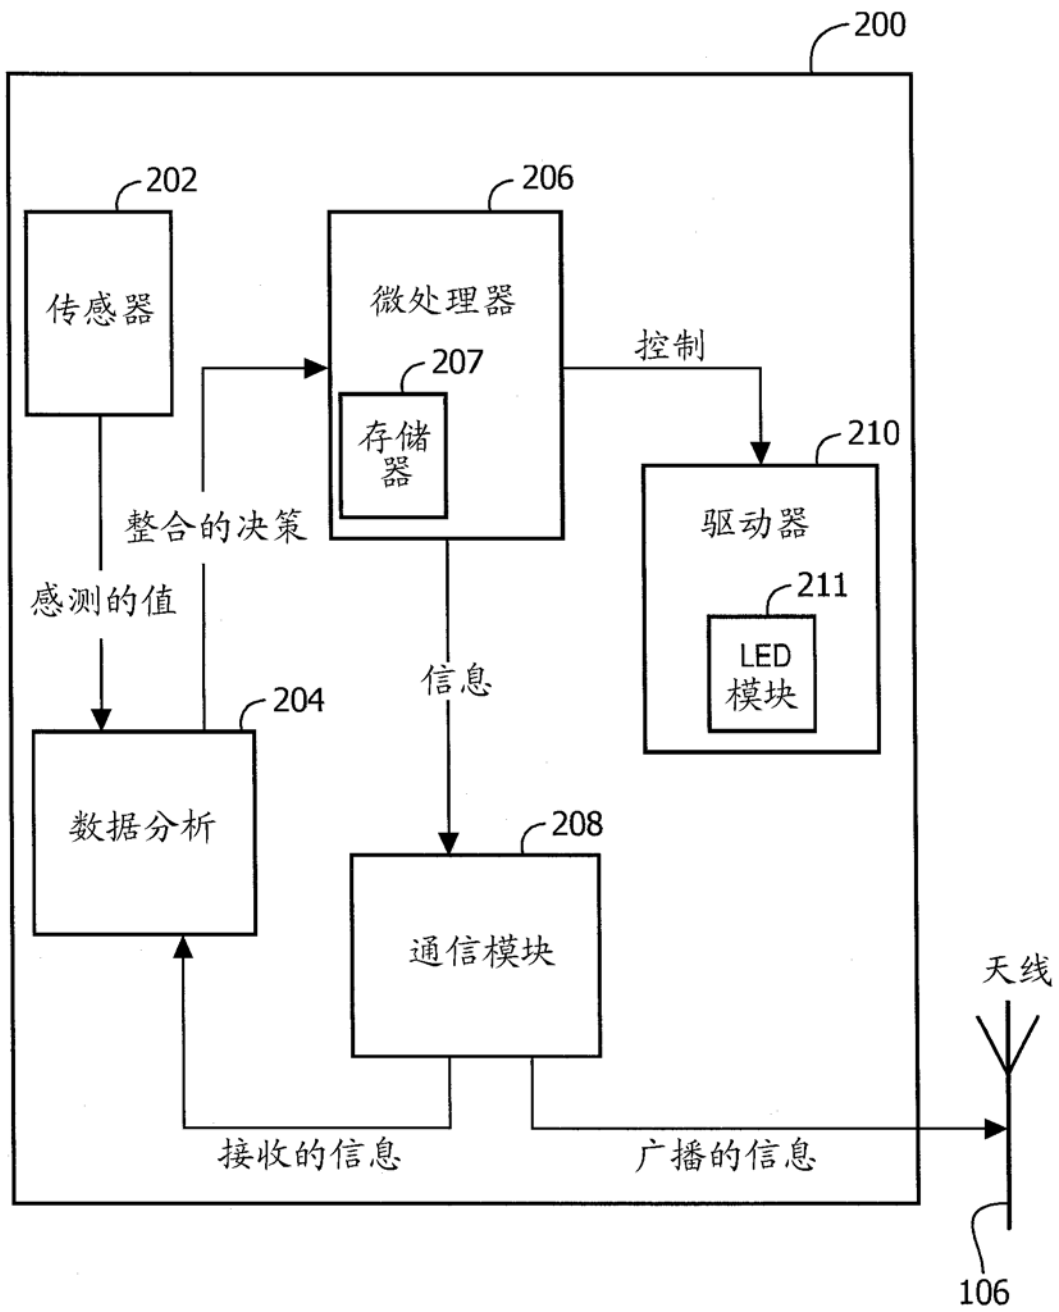 200
202
206
传感器
微处理器
控制
207
存储
器
210
整合的决策
驱动器
感测的值
211
LED
模块
信息
204
208
数据分析
通信模块
天线
接收的信息
广播的信息
106